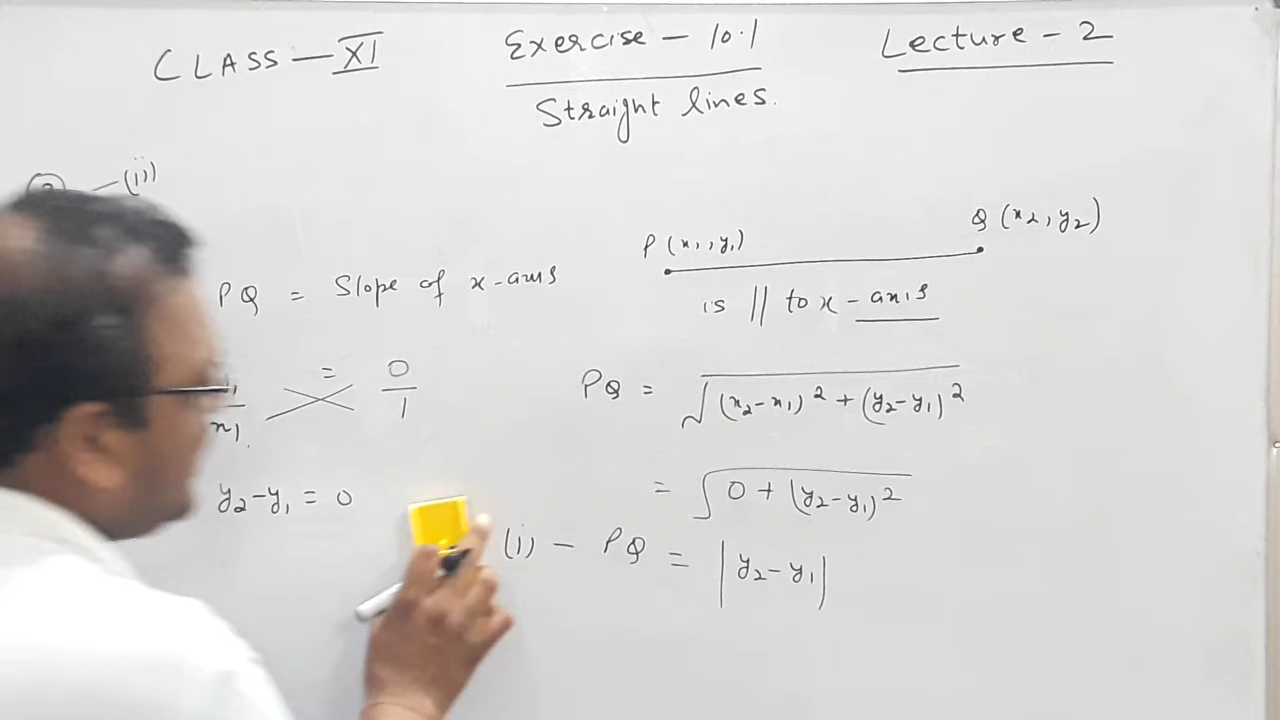 CLASS — XI
Exercise - 10.1
Lecture - 2
Straight lines.
— (ii)
P(x₁, y₁)
Q(x₂, y₂)
is // to x-axis
PQ = Slope of x-axis
x₁ = 0/1
y₂-y₁ = 0
PQ = √(x₂-x₁)² + (y₂-y₁)²
= √0 + (y₂-y₁)²
(i) - PQ = |y₂-y₁|